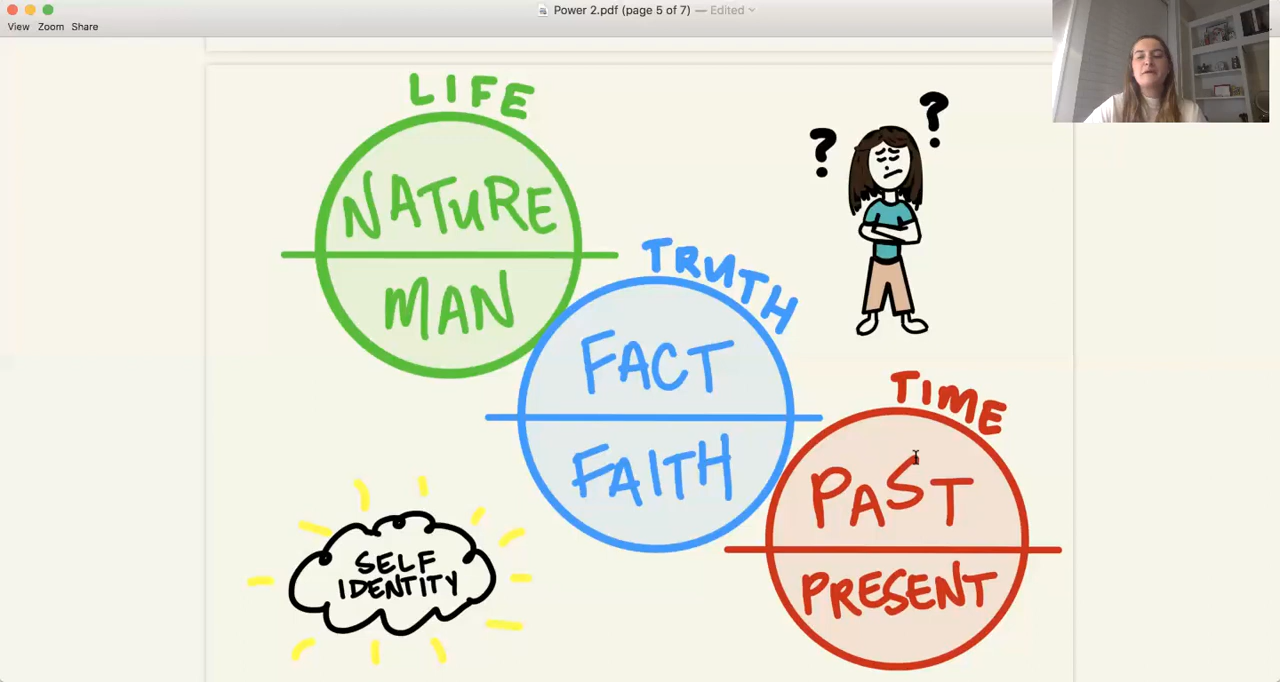 Power 2.pdf (page 5 of 7) — Edited
View Zoom Share
LIFE
NATURE
MAN
? ?
TRUTH
FACT
FAITH
TIME
PAST
PRESENT
SELF
IDENTITY